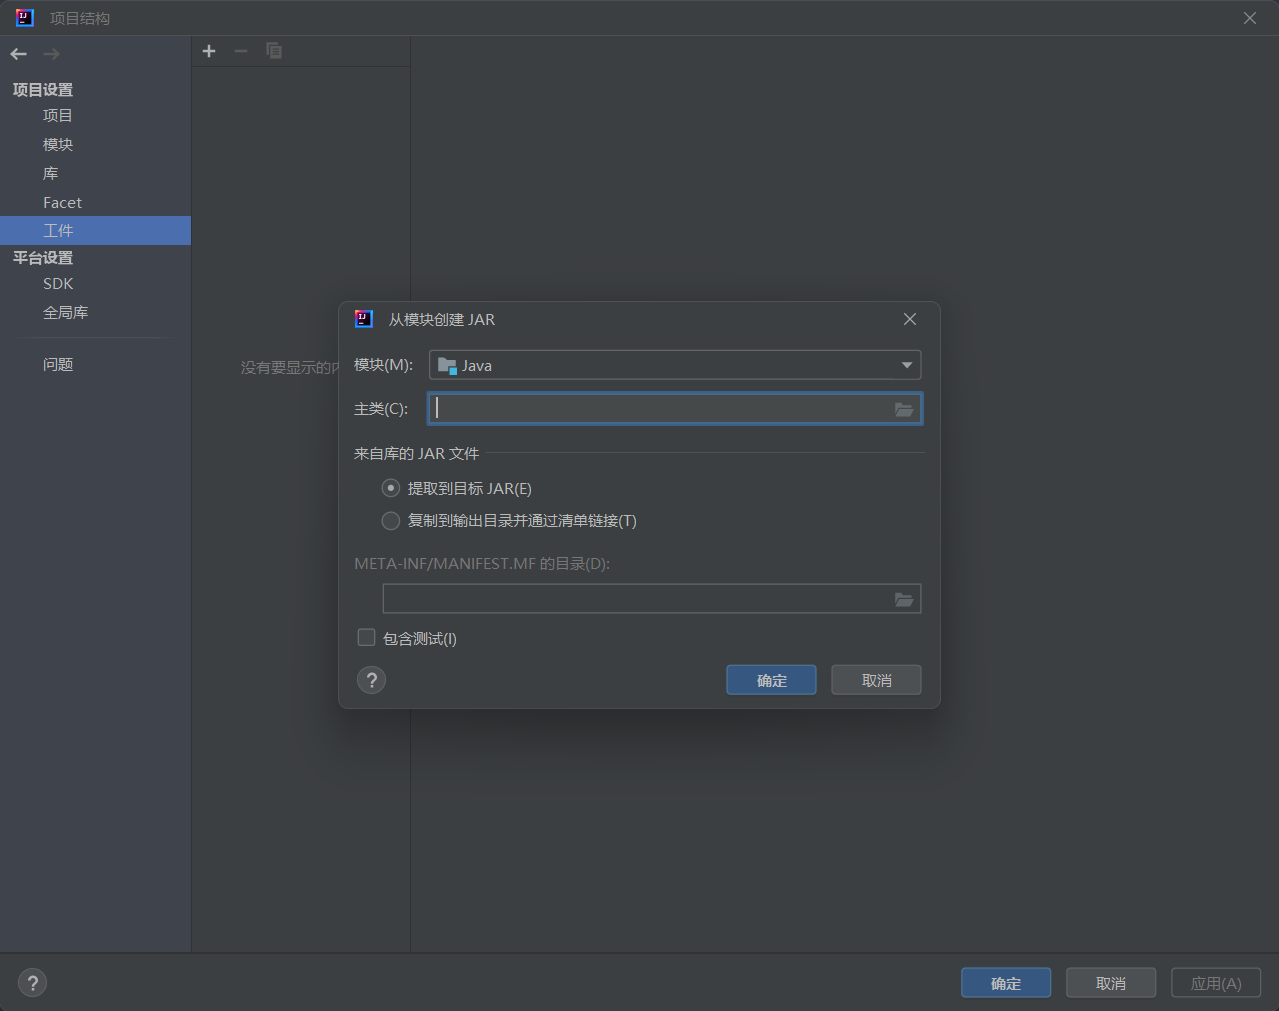 项目结构
项目设置
项目
模块
库
Facet
工件
平台设置
SDK
全局库
问题
没有要显示的
从模块创建 JAR
模块(M):
Java
主类(C):
来自库的 JAR 文件
提取到目标 JAR(E)
复制到输出目录并通过清单链接(T)
META-INF/MANIFEST.MF 的目录(D):
包含测试(I)
?
确定
取消
?
确定
取消
应用(A)